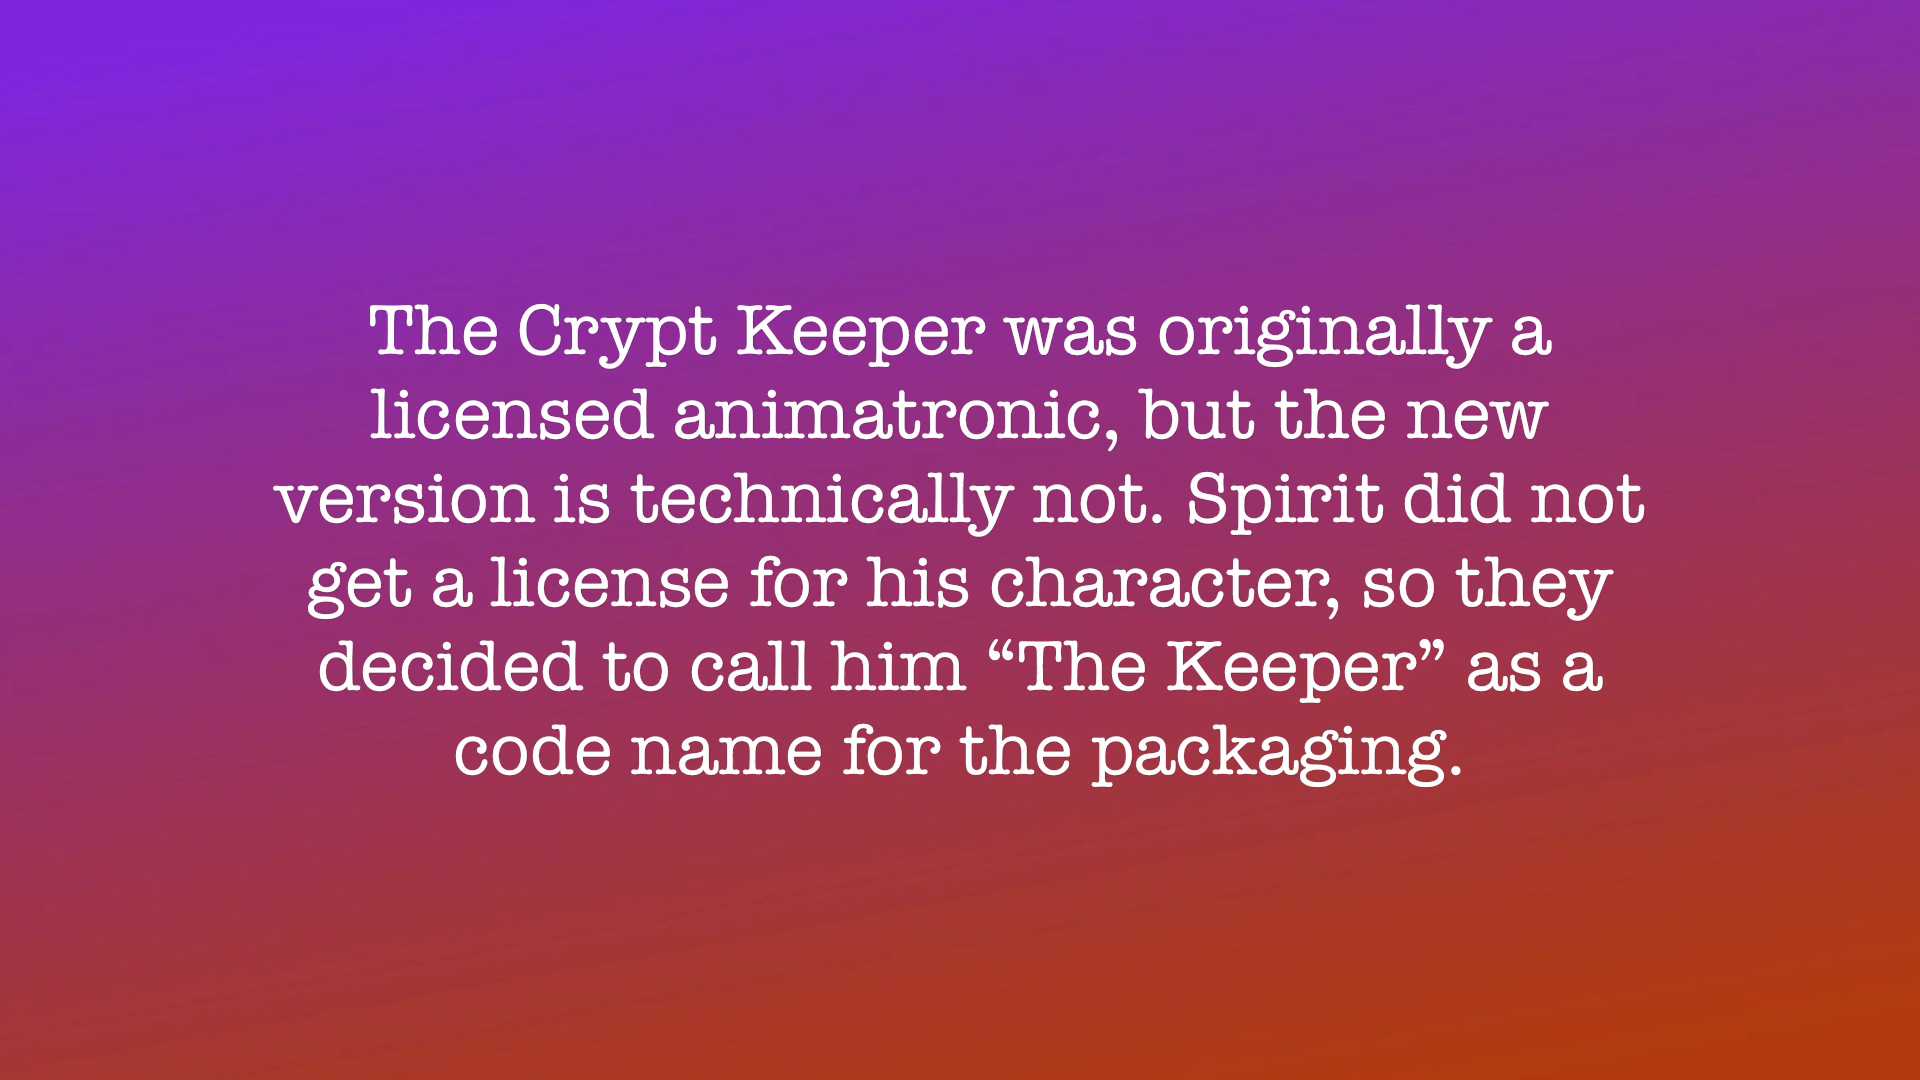 The Crypt Keeper was originally a
licensed animatronic, but the new
version is technically not. Spirit did not
get a license for his character, so they
decided to call him “The Keeper” as a
code name for the packaging.